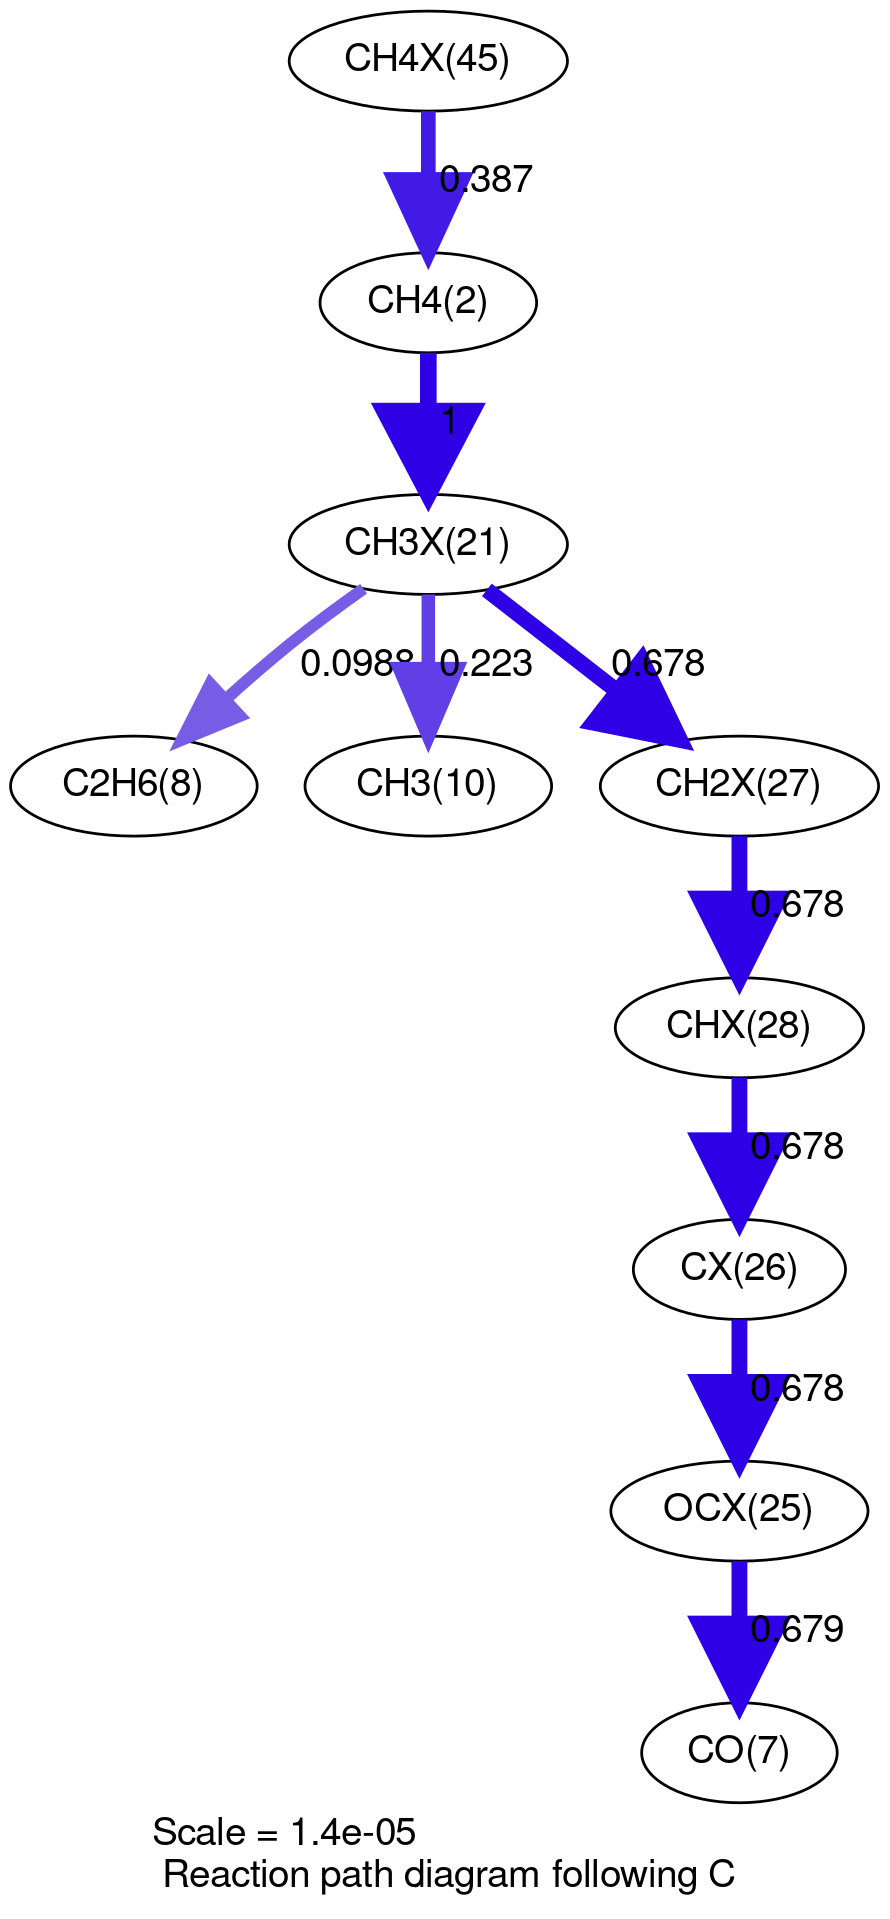 CH4X(45)
0.387
CH4(2)
1
CH3X(21)
0.0988
0.223
0.678
C2H6(8)
CH3(10)
CH2X(27)
0.678
CHX(28)
0.678
CX(26)
0.678
OCX(25)
0.679
CO(7)
Scale = 1.4e-05
Reaction path diagram following C